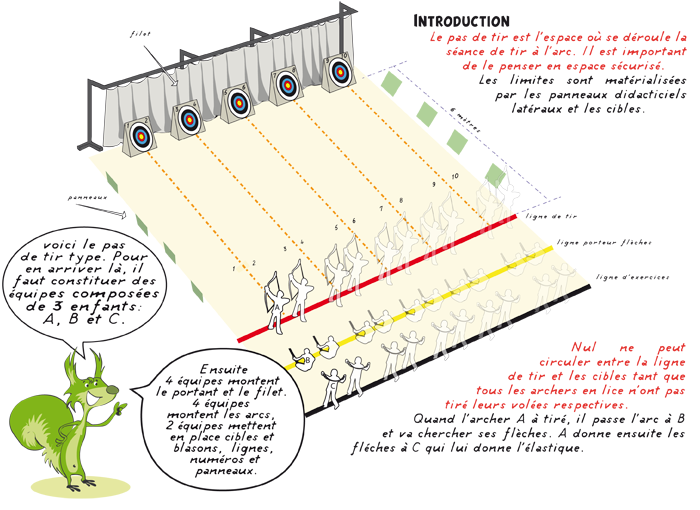 INTRODUCTION
Le pas de tir est l'espace où se déroule la
séance de tir à l'arc. Il est important
de le penser en espace sécurisé.
Les limites sont matérialisées
par les panneaux didacticiels
latéraux et les cibles.
filet
6 mètres
panneaux
1
2
3
4
5
6
7
8
9
10
ligne de tir
ligne porteur flèches
ligne d'exercices
A
B
C
voici le pas
de tir type. Pour
en arriver là, il
faut constituer des
équipes composées
de 3 enfants:
A, B et C.
Ensuite
4 équipes montent
le portant et le filet.
4 équipes
montent les arcs,
2 équipes mettent
en place cibles et
blasons, lignes,
numéros et
panneaux.
Nul ne peut
circuler entre la ligne
de tir et les cibles tant que
tous les archers en lice n'ont pas
tiré leurs volées respectives.
Quand l'archer A à tiré, il passe l'arc à B
et va chercher ses flèches. A donne ensuite les
fléches à C qui lui donne l'élastique.